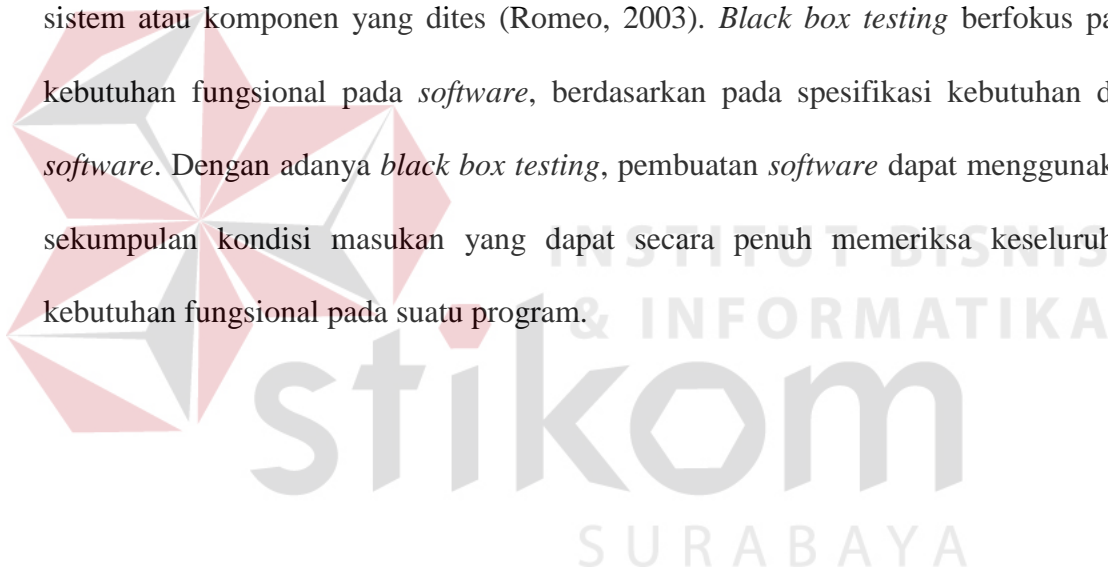 sistem atau komponen yang dites (Romeo, 2003). Black box testing berfokus pa
kebutuhan fungsional pada software, berdasarkan pada spesifikasi kebutuhan d
software. Dengan adanya black box testing, pembuatan software dapat menggunak
sekumpulan kondisi masukan yang dapat secara penuh memeriksa keseluruh
kebutuhan fungsional pada suatu program.
INSTITUT BISNIS
& INFORMATIKA
stikom
SURABAYA